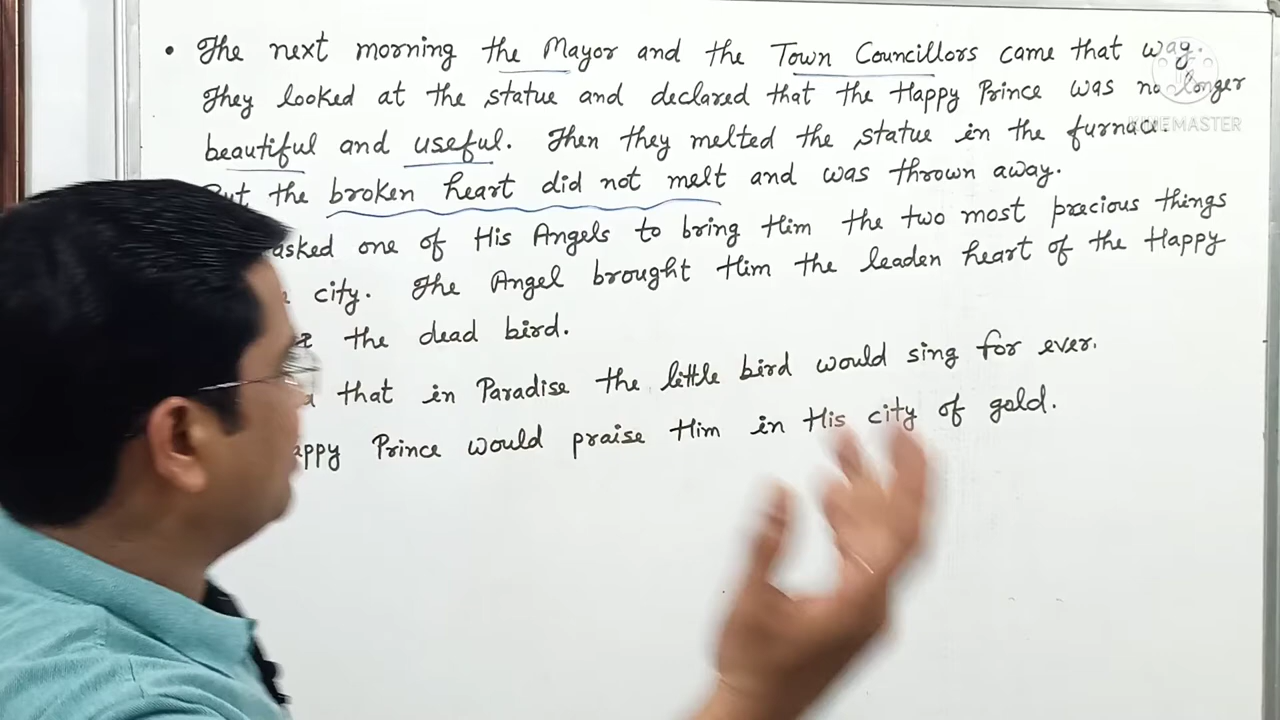 • The next morning the Mayor and the Town Councillors came that way.
They looked at the statue and declared that the Happy Prince was no longer
beautiful and useful. Then they melted the statue in the furnace.
But the broken heart did not melt and was thrown away.
asked one of His Angels to bring Him the two most precious things
city. The Angel brought Him the leaden heart of the Happy
the dead bird.
that in Paradise the little bird would sing for ever.
appy Prince would praise Him in His city of gold.
KINEMASTER